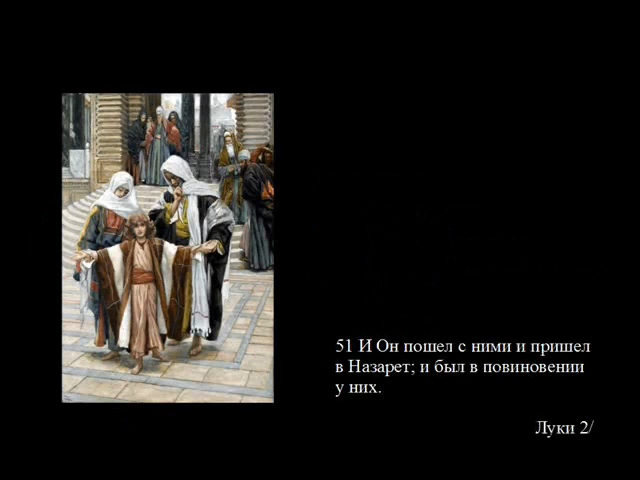 51 И Он пошел с ними и пришел
в Назарет; и был в повиновении
у них.
Луки 2/